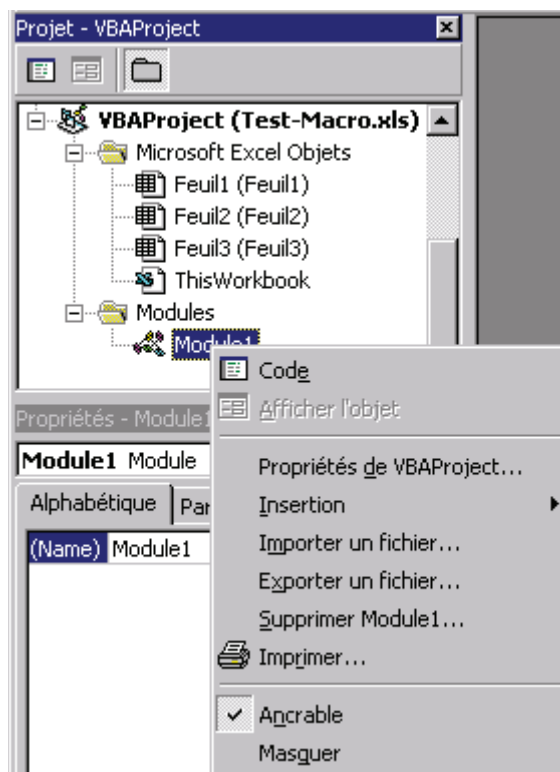 Projet - VBAProject
VBAProject (Test-Macro.xls)
Microsoft Excel Objets
Feuil1 (Feuil1)
Feuil2 (Feuil2)
Feuil3 (Feuil3)
ThisWorkbook
Modules
Module1
Code
Afficher l'objet
Propriétés de VBAProject...
Insertion
Importer un fichier...
Exporter un fichier...
Supprimer Module1...
Imprimer...
Ancrable
Masquer
Propriétés - Module1
Module1 Module
Alphabétique Par
(Name) Module1